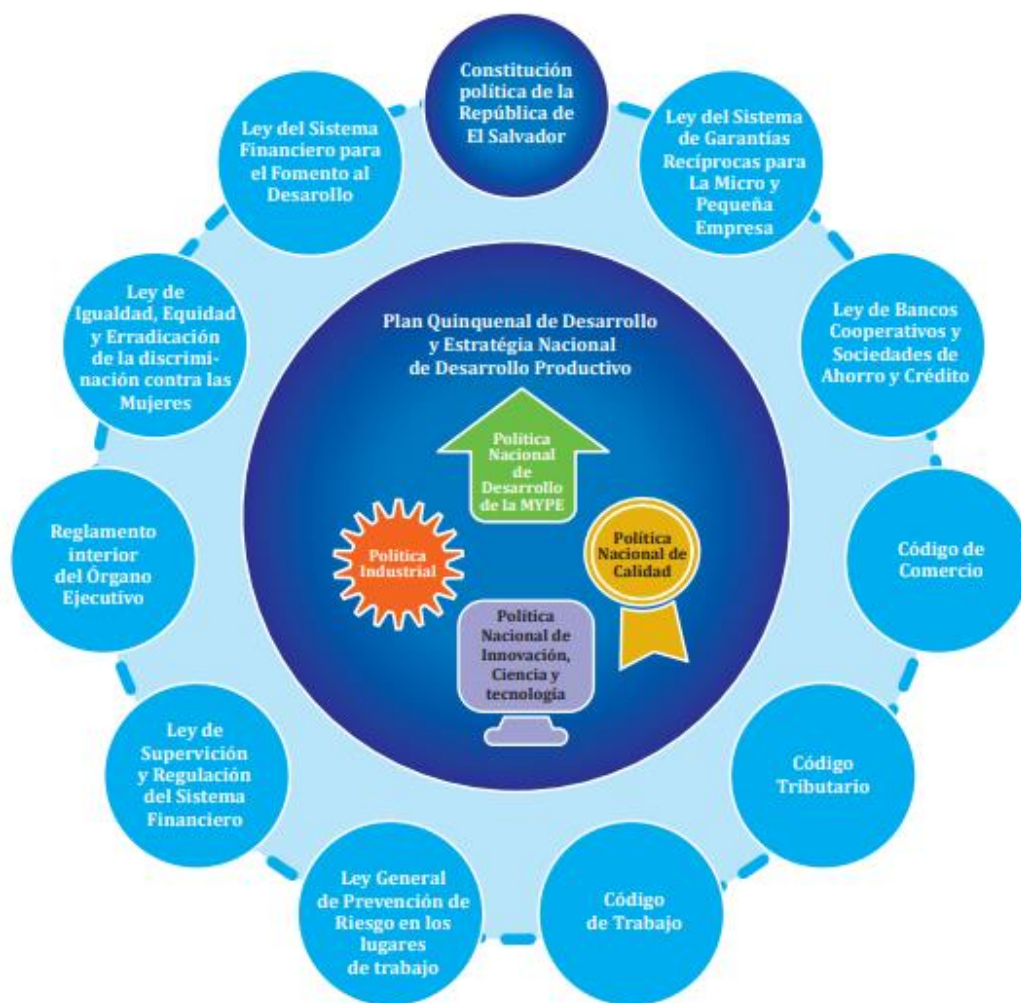 Constitución
política de la
República de
El Salvador
Ley del Sistema
de Garantías
Recíprocas para
La Micro y
Pequeña
Empresa
Ley de Bancos
Cooperativos y
Sociedades de
Ahorro y Crédito
Código de
Comercio
Código
Tributario
Código
de Trabajo
Ley General
de Prevención de
Riesgo en los
lugares
de trabajo
Ley de
Supervición
y Regulación
del Sistema
Financiero
Reglamento
interior
del Órgano
Ejecutivo
Ley de
Igualdad, Equidad
y Erradicación
de la discrimi-
nación contra las
Mujeres
Ley del Sistema
Financiero para
el Fomento al
Desarollo
Plan Quinquenal de Desarrollo
y Estratégia Nacional
de Desarrollo Productivo
Política
Nacional
de
Desarrollo
de la MYPE
Política
Industrial
Política
Nacional de
Calidad
Política
Nacional de
Innovación,
Ciencia y
tecnología